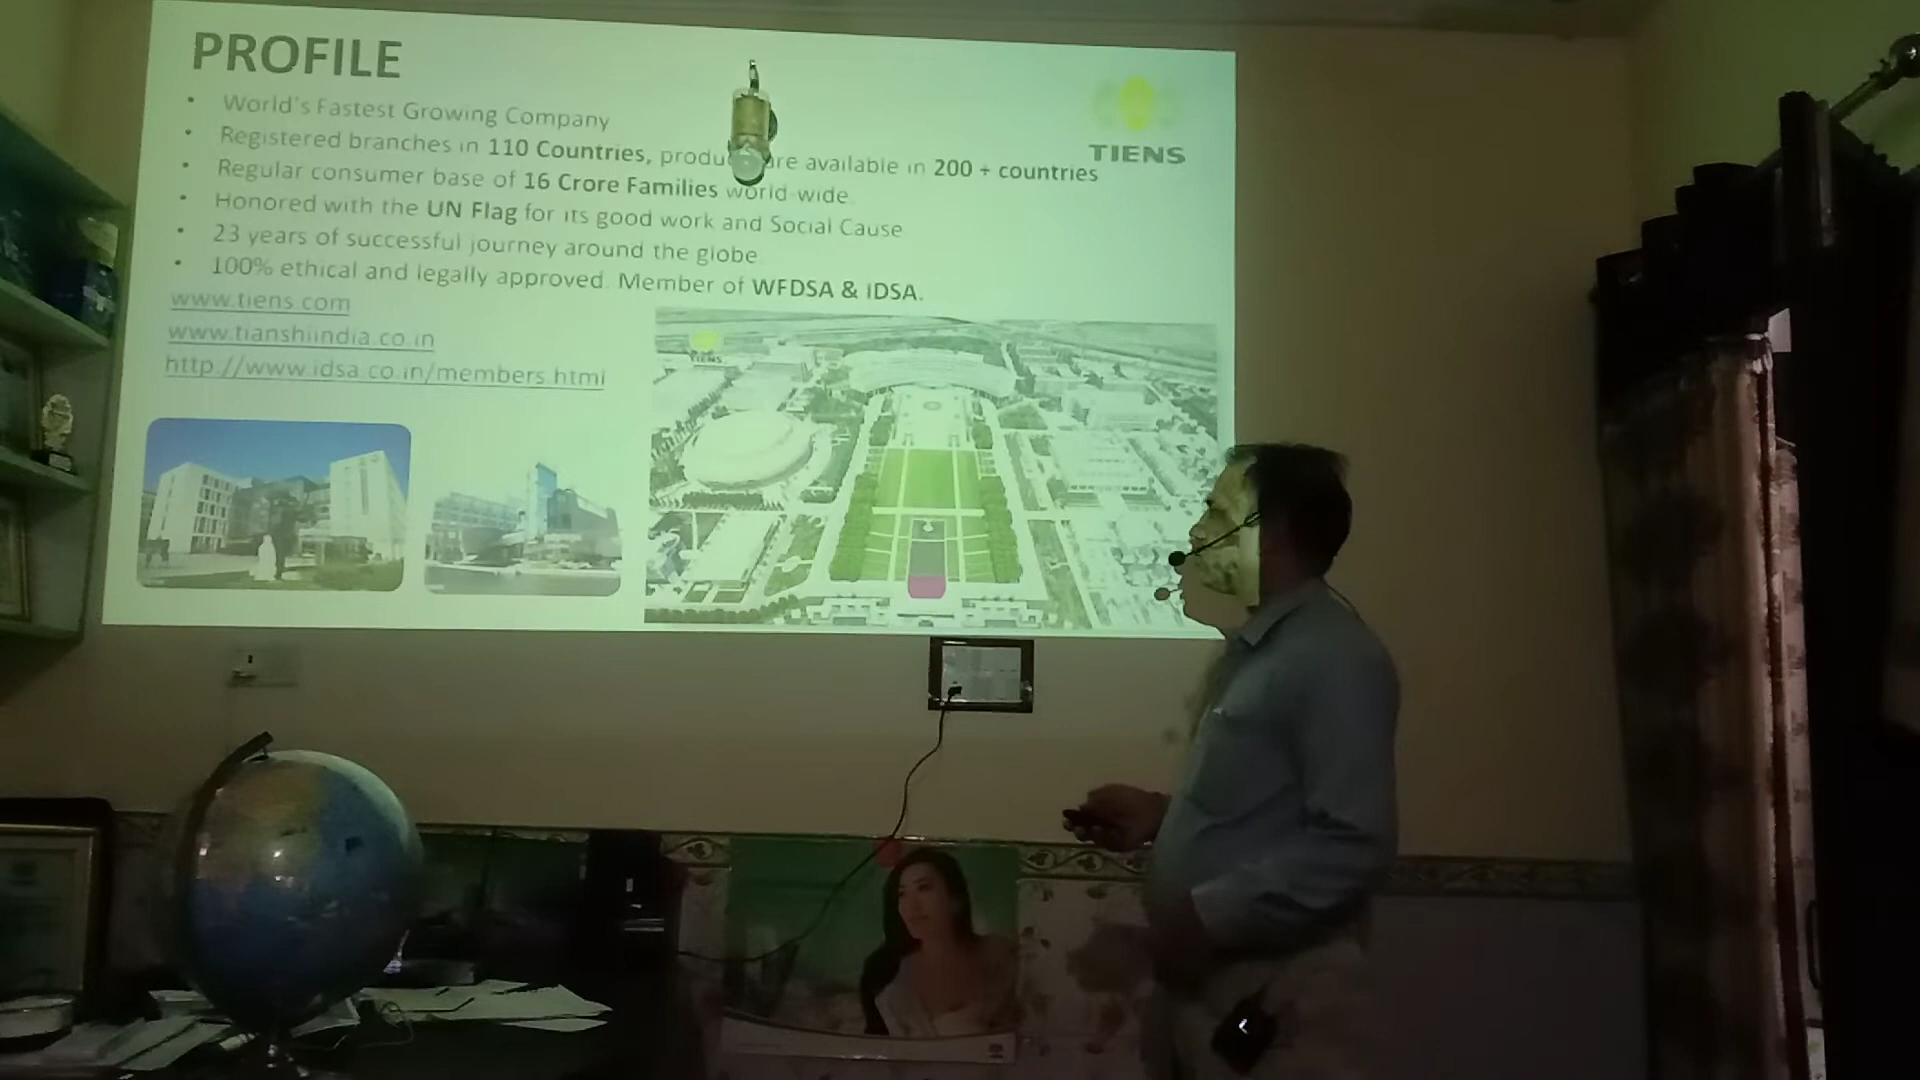 PROFILE
• World's Fastest Growing Company
• Registered branches in 110 Countries, are available in 200 + countries
• Regular consumer base of 16 Crore Families world-wide.
• Honored with the UN Flag for its good work and Social Cause
• 23 years of successful journey around the globe
• 100% ethical and legally approved. Member of WFDSA & IDSA.
www.tiens.com
www.tianshiindia.co.in
http://www.idsa.co.in/members.html
TIENS
TIENS